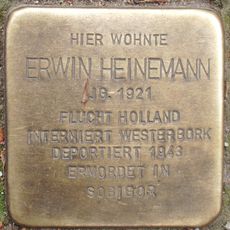 HIER WOHNTE
ERWIN HEINEMANN
JG. 1921
FLUCHT HOLLAND
INTERNIERT WESTERBORK
DEPORTIERT 1943
ERMORDET IN
SOBIBOR